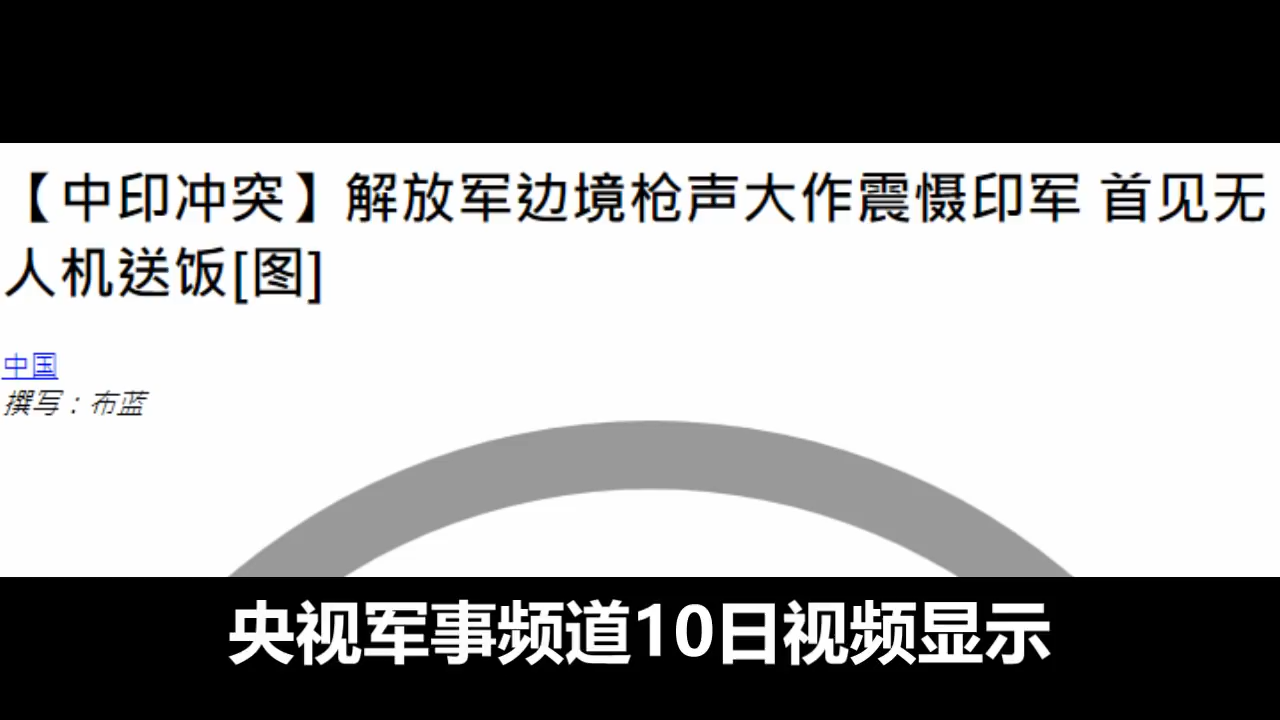 【中印冲突】解放军边境枪声大作震慑印军 首见无
人机送饭[图]
中国
撰写：布蓝
央视军事频道10日视频显示